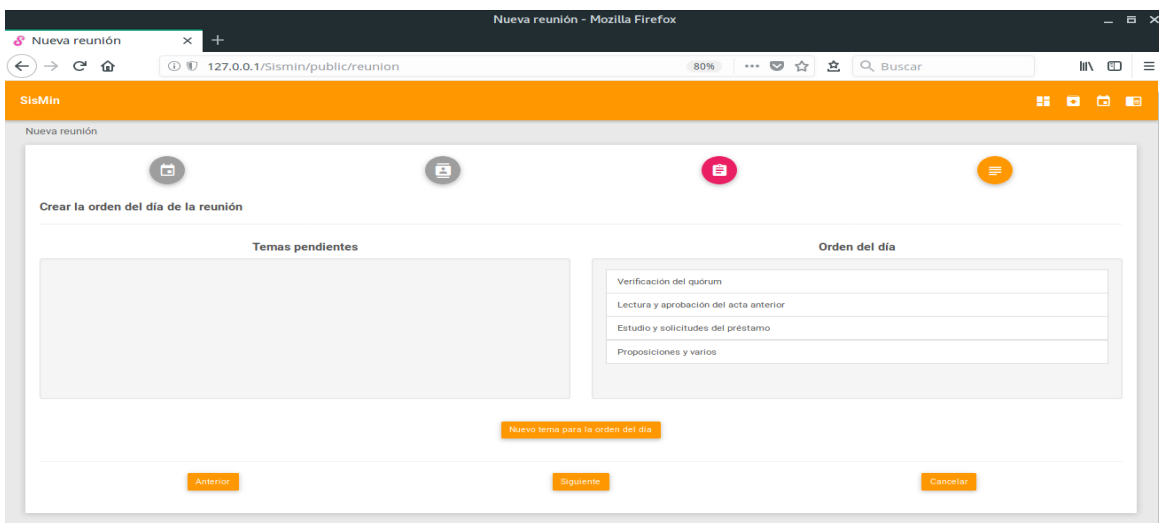 Nueva reunión - Mozilla Firefox
Nueva reunión
127.0.0.1/Sismin/public/reunion
80%
Buscar
SisMin
Nueva reunión
Crear la orden del día de la reunión
Temas pendientes
Orden del día
Verificación del quórum
Lectura y aprobación del acta anterior
Estudio y solicitudes del préstamo
Proposiciones y varios
Nuevo tema para la orden del día
Anterior
Siguiente
Cancelar